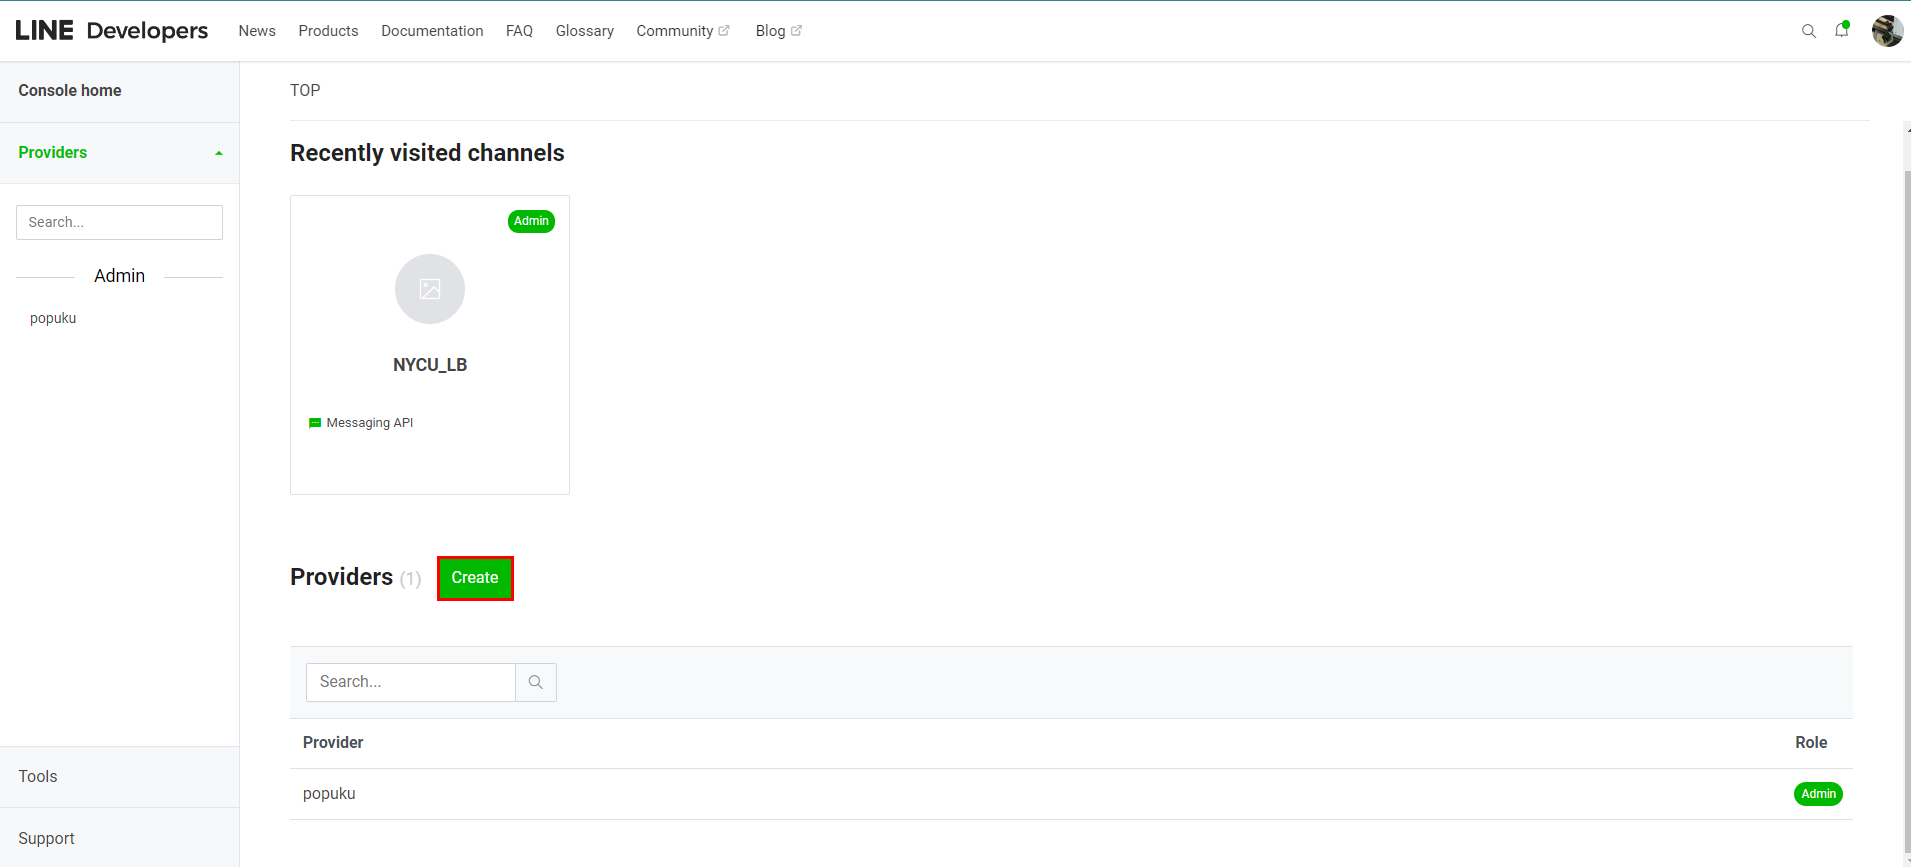 LINE Developers News Products Documentation FAQ Glossary Community Blog
Console home
Providers
Search...
Admin
popuku
Tools
Support
TOP
Recently visited channels
Admin
NYCU_LB
Messaging API
Providers (1) Create
Search...
Provider Role
popuku Admin